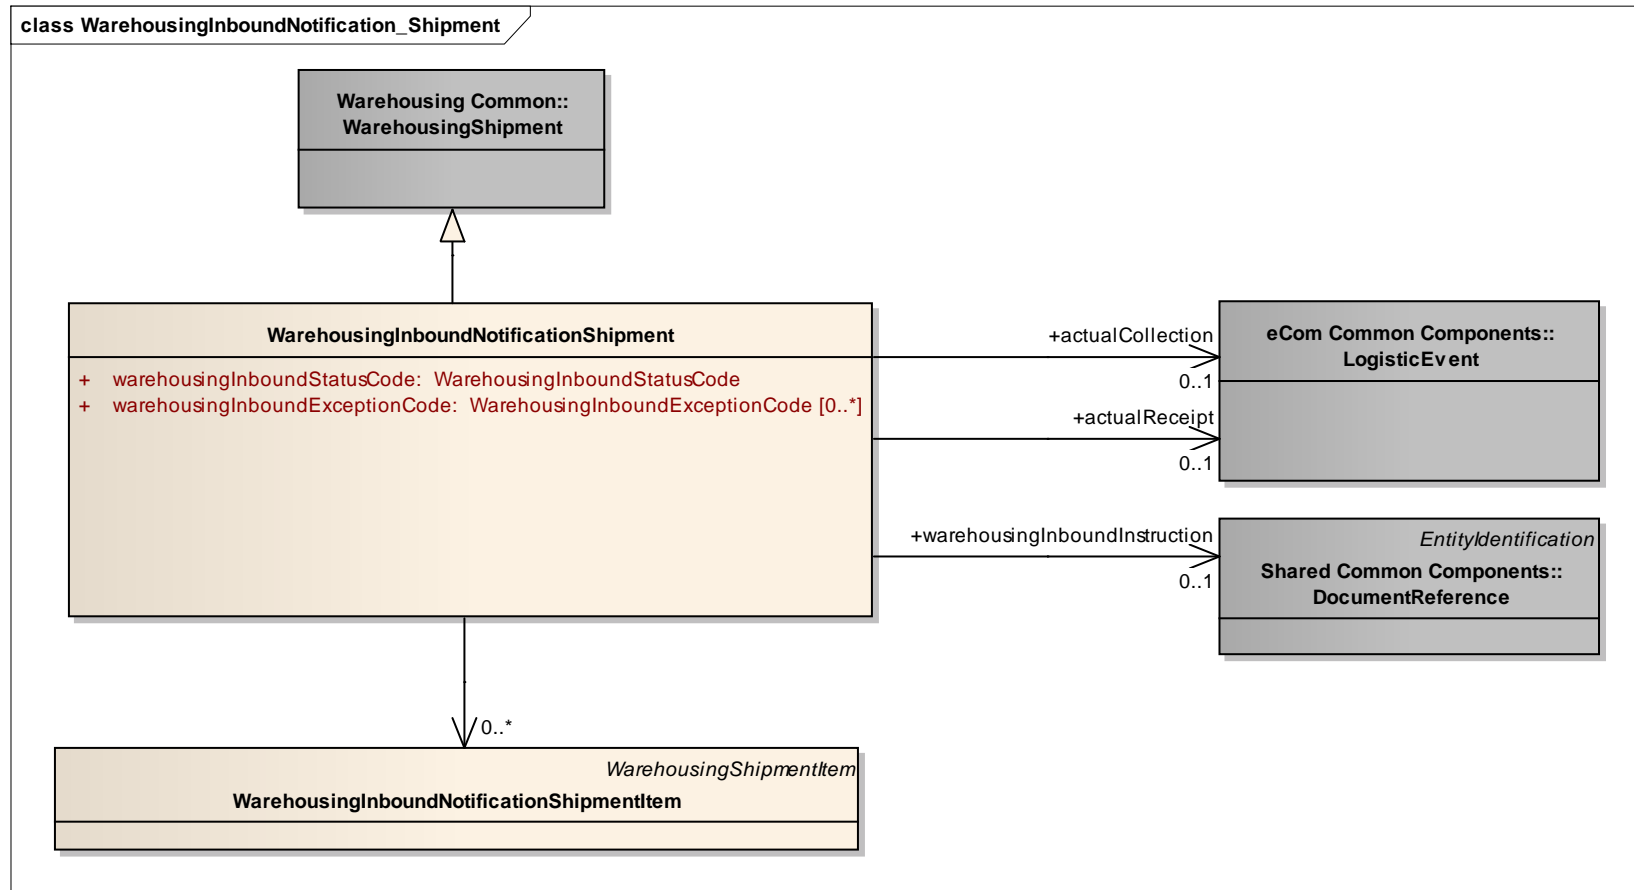 class WarehousingInboundNotification_Shipment
Warehousing Common::
WarehousingShipment
WarehousingInboundNotificationShipment
+ warehousingInboundStatusCode: WarehousingInboundStatusCode
+ warehousingInboundExceptionCode: WarehousingInboundExceptionCode [0..*]
+actualCollection
0..1
+actualReceipt
0..1
eCom Common Components::
LogisticEvent
+warehousingInboundInstruction
0..1
EntityIdentification
Shared Common Components::
DocumentReference
0..*
WarehousingShipmentItem
WarehousingInboundNotificationShipmentItem